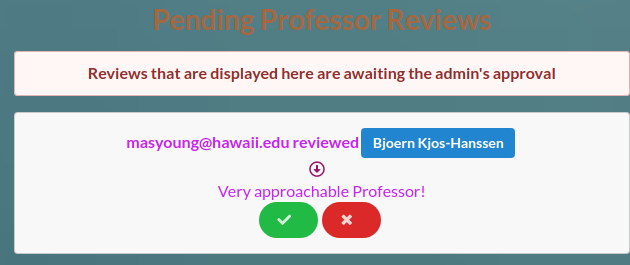 Pending Professor Reviews
Reviews that are displayed here are awaiting the admin's approval
masyoung@hawaii.edu reviewed Bjoern Kjos-Hanssen
Very approachable Professor!